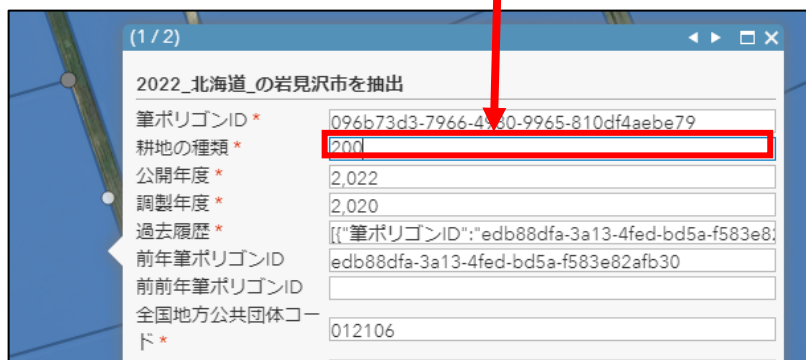 (1 / 2)
2022_北海道_の岩見沢市を抽出
筆ポリゴンID * 096b73d3-7966-4980-9965-810df4aebe79
耕地の種類 * 200
公開年度 * 2,022
調製年度 * 2,020
過去履歴 * [{"筆ポリゴンID":"edb88dfa-3a13-4fed-bd5a-f583e82
前年筆ポリゴンID edb88dfa-3a13-4fed-bd5a-f583e82afb30
前前年筆ポリゴンID
全国地方公共団体コー
ド * 012106